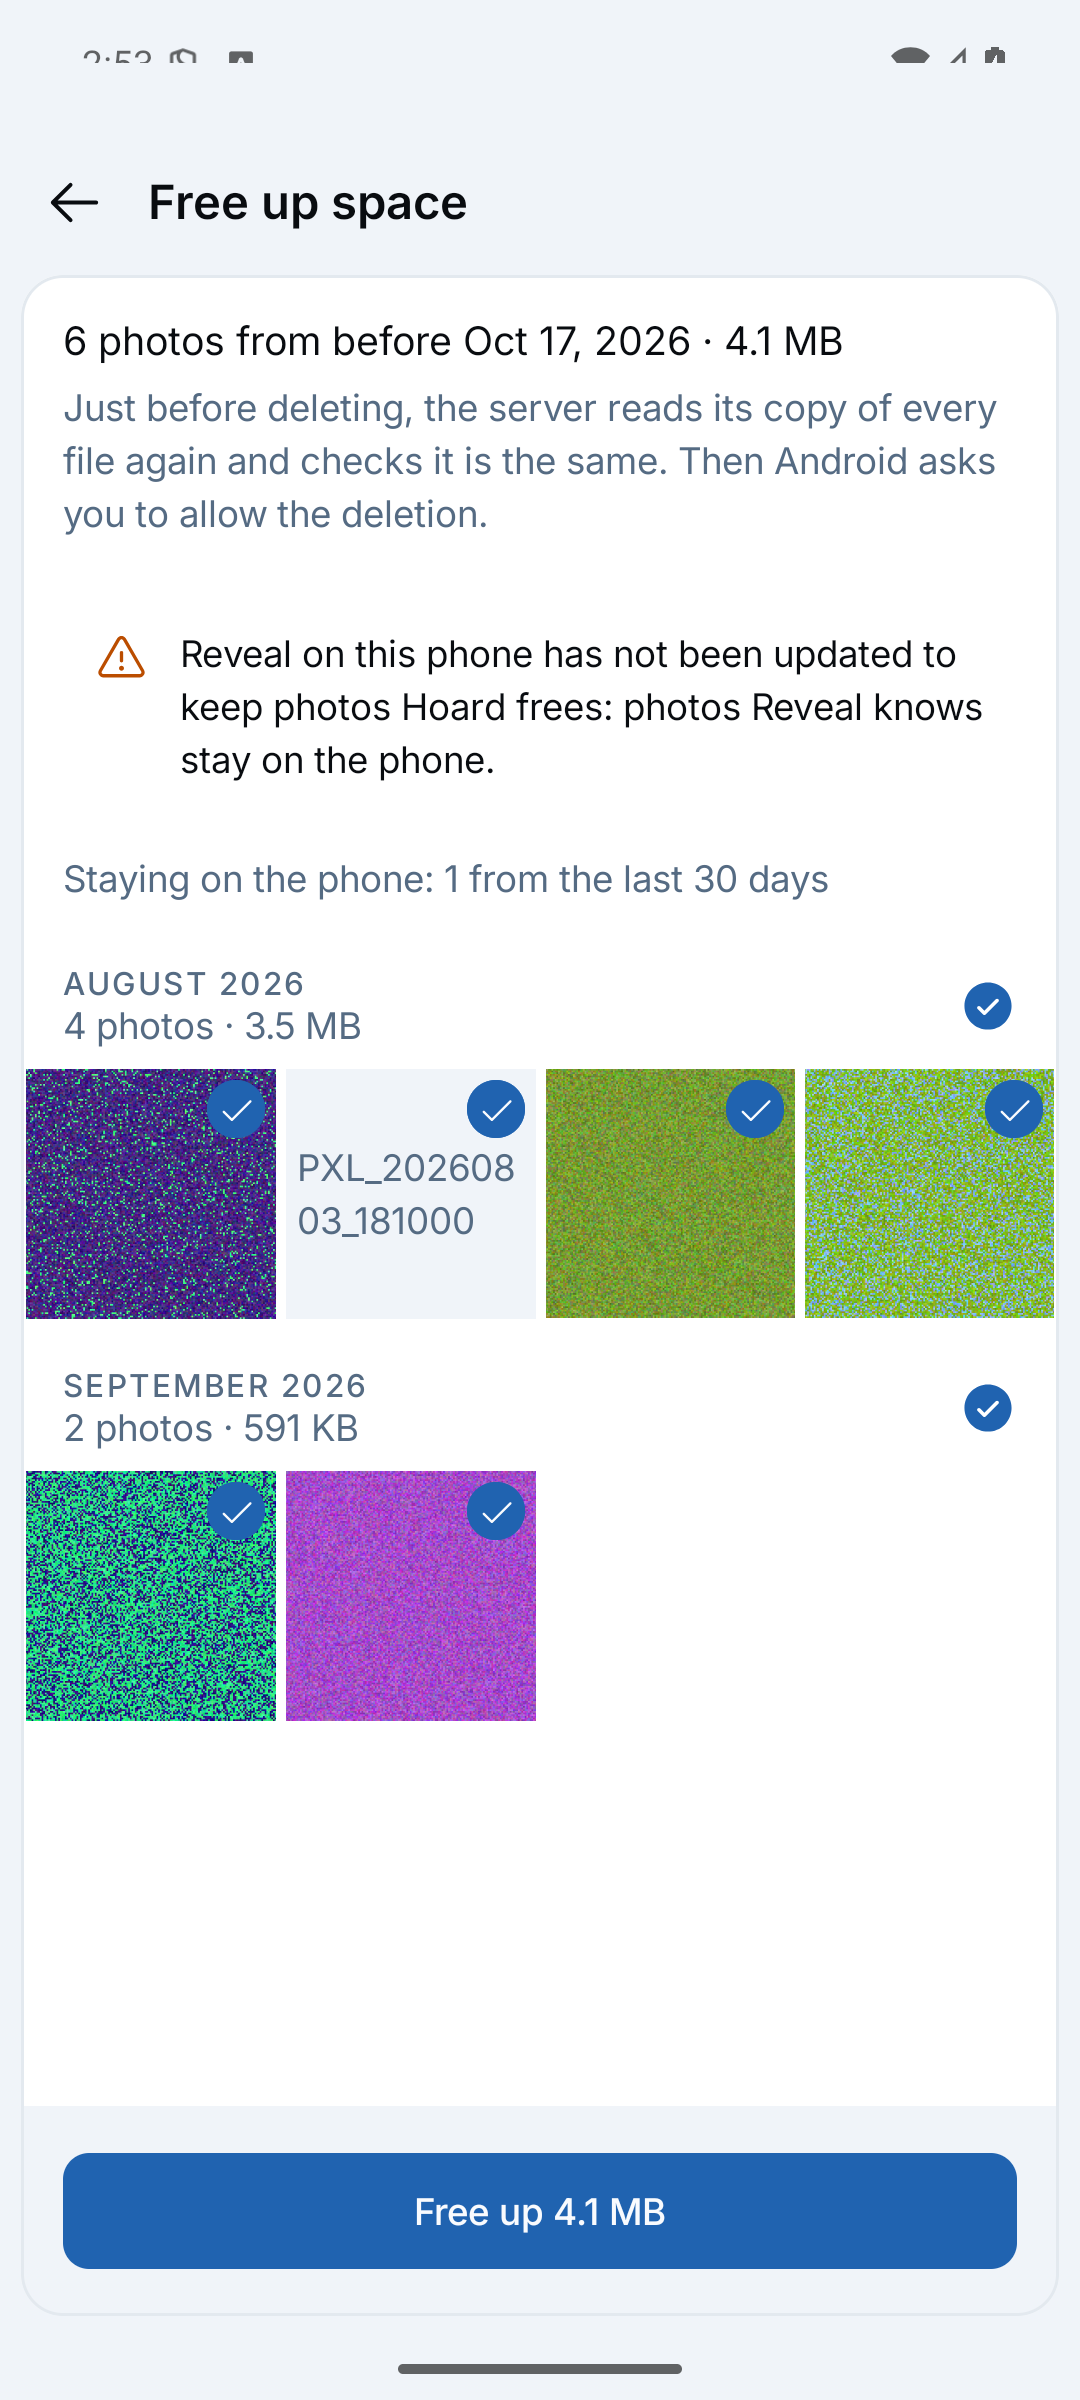 Free up space
6 photos from before Oct 17, 2026 · 4.1 MB
Just before deleting, the server reads its copy of every
file again and checks it is the same. Then Android asks
you to allow the deletion.
Reveal on this phone has not been updated to
keep photos Hoard frees: photos Reveal knows
stay on the phone.
Staying on the phone: 1 from the last 30 days
AUGUST 2026
4 photos · 3.5 MB
PXL_202608
03_181000
SEPTEMBER 2026
2 photos · 591 KB
Free up 4.1 MB